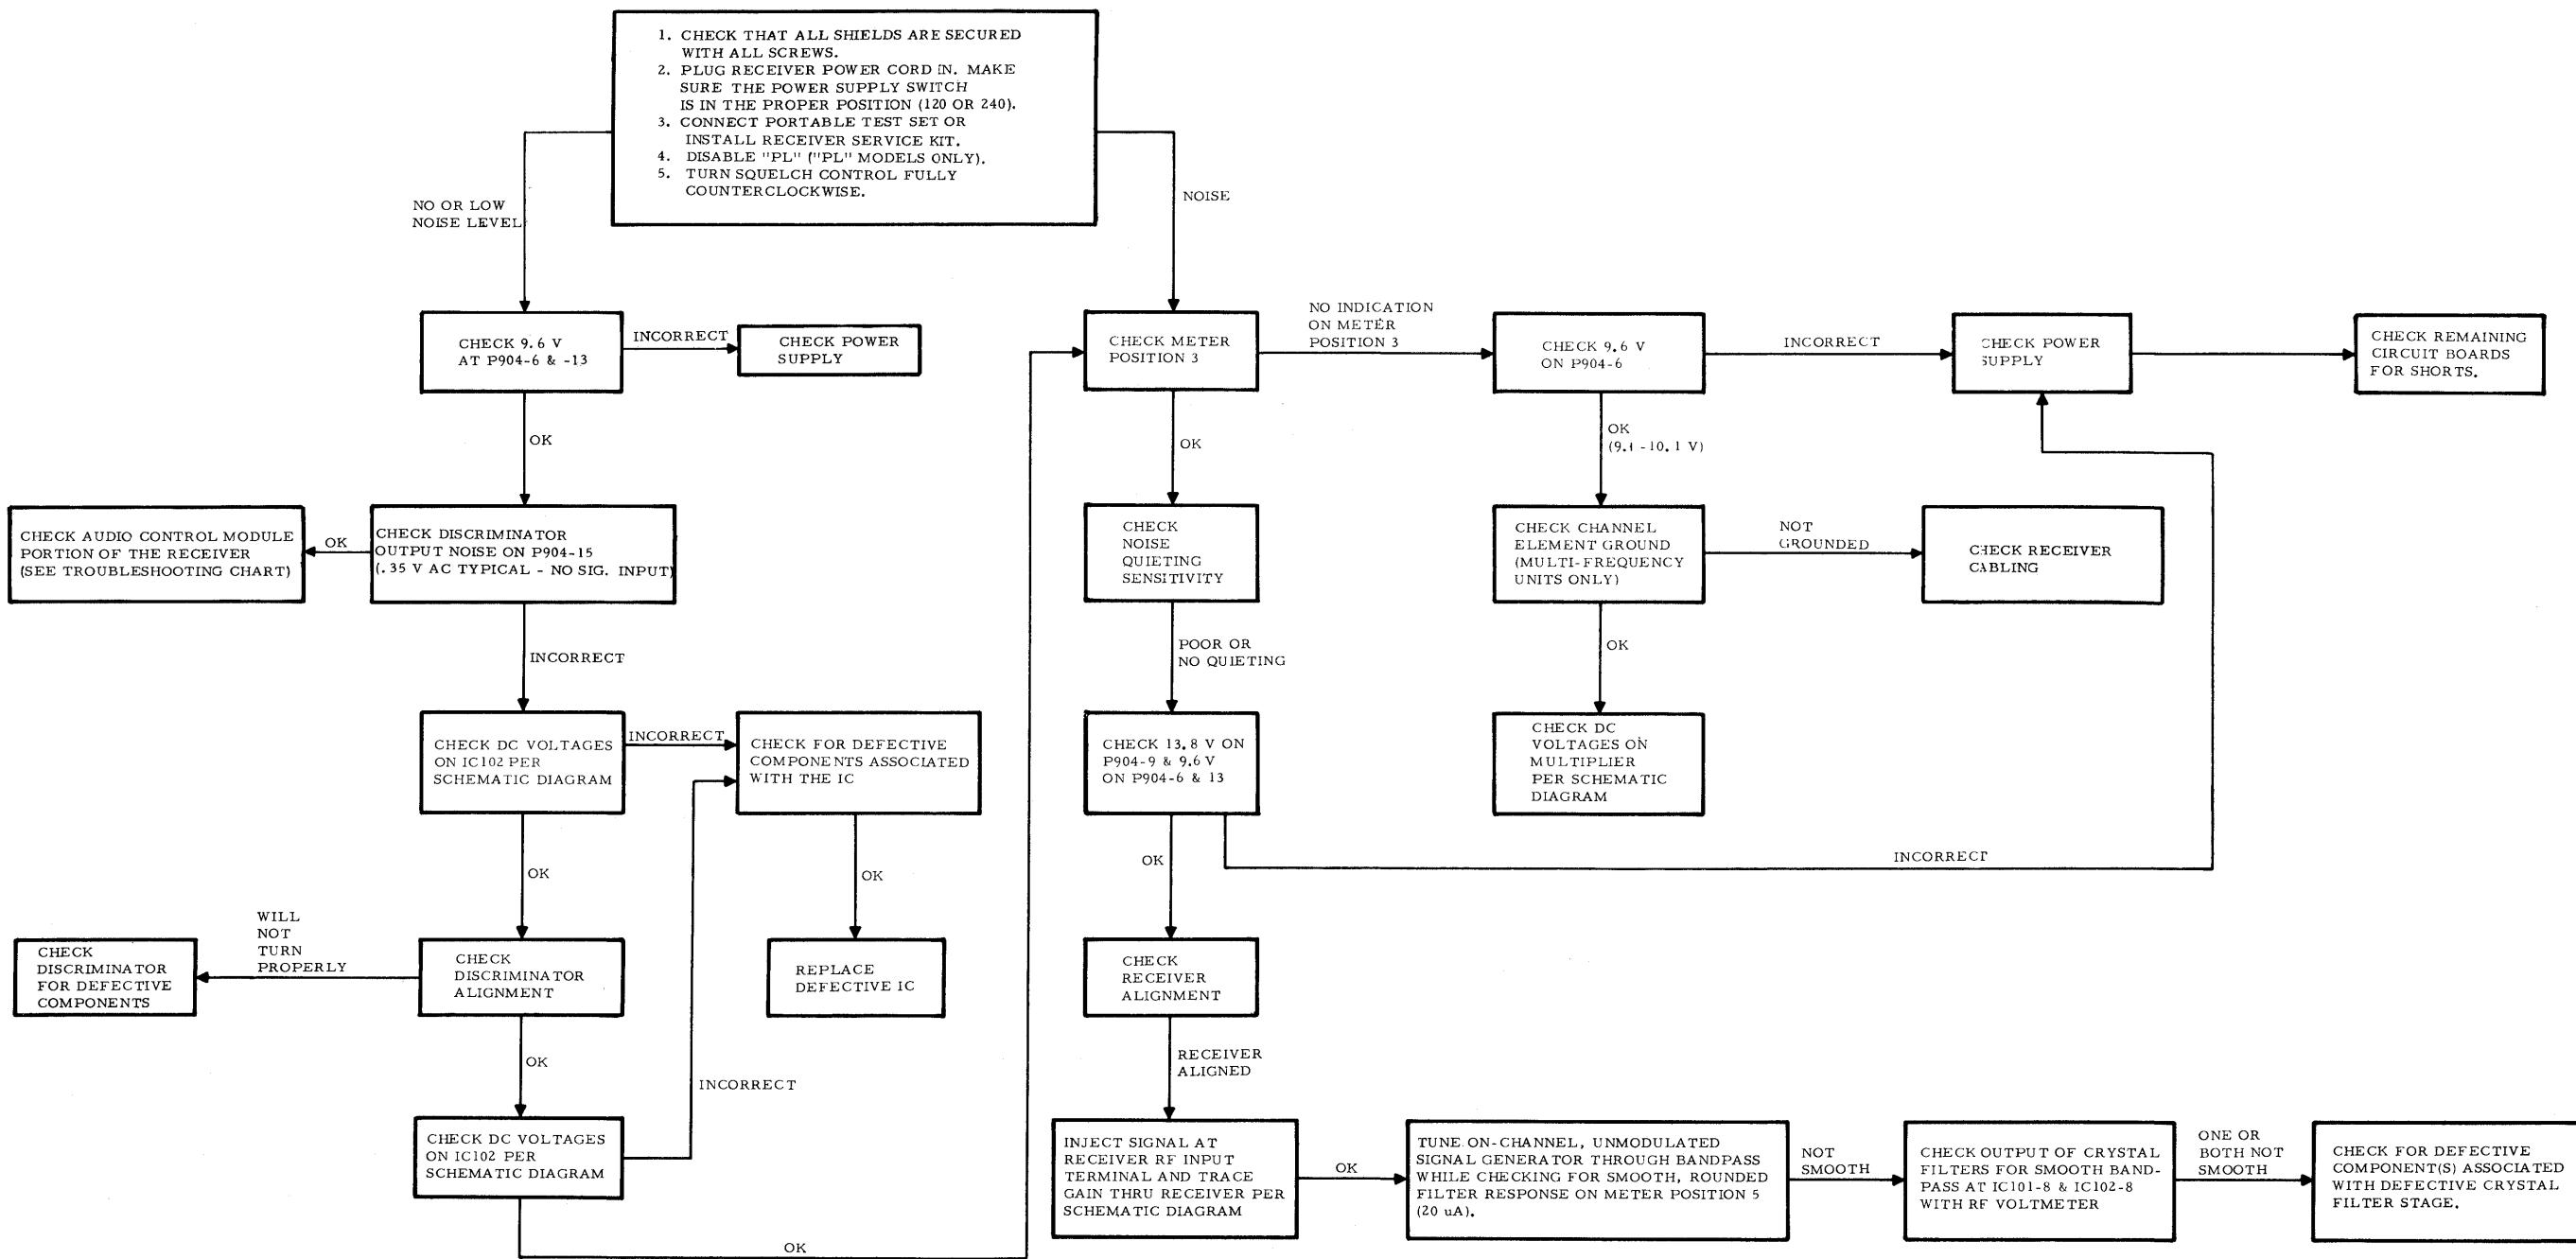 1. CHECK THAT ALL SHIELDS ARE SECURED
WITH ALL SCREWS.
2. PLUG RECEIVER POWER CORD IN. MAKE
SURE THE POWER SUPPLY SWITCH
IS IN THE PROPER POSITION (120 OR 240).
3. CONNECT PORTABLE TEST SET OR
INSTALL RECEIVER SERVICE KIT.
4. DISABLE "PL" ("PL" MODELS ONLY).
5. TURN SQUELCH CONTROL FULLY
COUNTERCLOCKWISE.
NO OR LOW
NOISE LEVEL
NOISE
CHECK 9.6 V
AT P904-6 & -13
INCORRECT
CHECK POWER
SUPPLY
OK
CHECK DISCRIMINATOR
OUTPUT NOISE ON P904-15
(.35 V AC TYPICAL - NO SIG. INPUT)
OK
CHECK AUDIO CONTROL MODULE
PORTION OF THE RECEIVER
(SEE TROUBLESHOOTING CHART)
INCORRECT
CHECK DC VOLTAGES
ON IC102 PER
SCHEMATIC DIAGRAM
INCORRECT
CHECK FOR DEFECTIVE
COMPONENTS ASSOCIATED
WITH THE IC
OK
REPLACE
DEFECTIVE IC
OK
CHECK
DISCRIMINATOR
ALIGNMENT
WILL
NOT
TURN
PROPERLY
CHECK
DISCRIMINATOR
FOR DEFECTIVE
COMPONENTS
OK
CHECK DC VOLTAGES
ON IC102 PER
SCHEMATIC DIAGRAM
INCORRECT
OK
CHECK METER
POSITION 3
NO INDICATION
ON METER
POSITION 3
CHECK 9.6 V
ON P904-6
INCORRECT
CHECK POWER
SUPPLY
CHECK REMAINING
CIRCUIT BOARDS
FOR SHORTS.
OK
(9.1 -10.1 V)
CHECK CHANNEL
ELEMENT GROUND
(MULTI-FREQUENCY
UNITS ONLY)
NOT
GROUNDED
CHECK RECEIVER
CABLING
OK
CHECK DC
VOLTAGES ON
MULTIPLIER
PER SCHEMATIC
DIAGRAM
OK
CHECK
NOISE
QUIETING
SENSITIVITY
POOR OR
NO QUIETING
CHECK 13.8 V ON
P904-9 & 9.6 V
ON P904-6 & 13
INCORRECT
OK
CHECK
RECEIVER
ALIGNMENT
RECEIVER
ALIGNED
INJECT SIGNAL AT
RECEIVER RF INPUT
TERMINAL AND TRACE
GAIN THRU RECEIVER PER
SCHEMATIC DIAGRAM
OK
TUNE ON-CHANNEL, UNMODULATED
SIGNAL GENERATOR THROUGH BANDPASS
WHILE CHECKING FOR SMOOTH, ROUNDED
FILTER RESPONSE ON METER POSITION 5
(20 uA).
NOT
SMOOTH
CHECK OUTPUT OF CRYSTAL
FILTERS FOR SMOOTH BAND-
PASS AT IC101-8 & IC102-8
WITH RF VOLTMETER
ONE OR
BOTH NOT
SMOOTH
CHECK FOR DEFECTIVE
COMPONENT(S) ASSOCIATED
WITH DEFECTIVE CRYSTAL
FILTER STAGE.